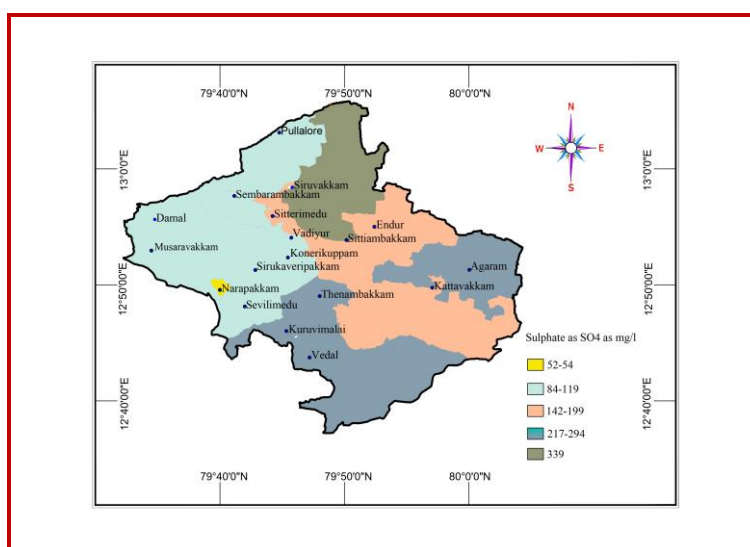 79°40'0"N 79°50'0"N 80°0'0"N
N
W E
S
13°0'0"E
13°0'0"E
12°50'0"E
12°50'0"E
12°40'0"E
12°40'0"E
Pullalore
Siruvakkam
Sembarambakkam
Sitterimedu
Damal
Endur
Vadiyur
Sittiambakkam
Musaravakkam
Konerikuppam
Sirukaveripakkam
Agaram
Narapakkam
Kattavakkam
Thenambakkam
Sevilimedu
Kuruvimalai
Vedal
Sulphate as SO4 as mg/l
52-54
84-119
142-199
217-294
339
79°40'0"N 79°50'0"N 80°0'0"N